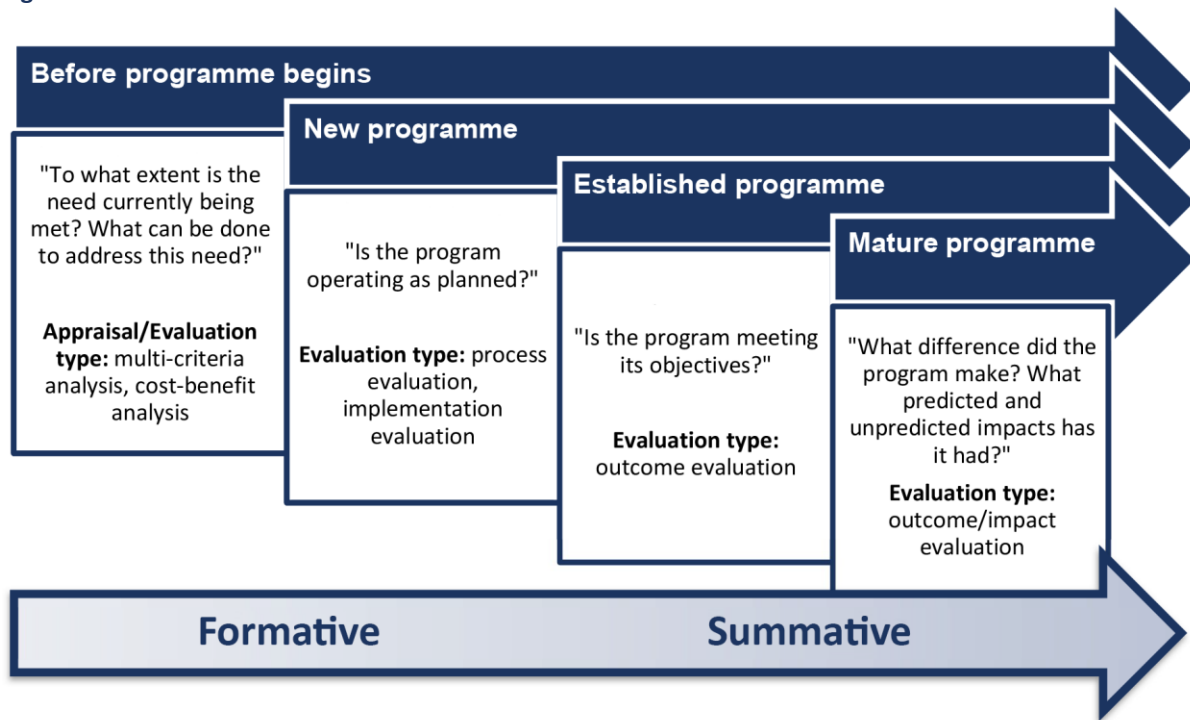 Before programme begins
New programme
Established programme
Mature programme
"To what extent is the
need currently being
met? What can be done
to address this need?"
Appraisal/Evaluation
type: multi-criteria
analysis, cost-benefit
analysis
"Is the program
operating as planned?"
Evaluation type: process
evaluation,
implementation
evaluation
"Is the program meeting
its objectives?"
Evaluation type:
outcome evaluation
"What difference did the
program make? What
predicted and
unpredicted impacts has
it had?"
Evaluation type:
outcome/impact
evaluation
Formative
Summative